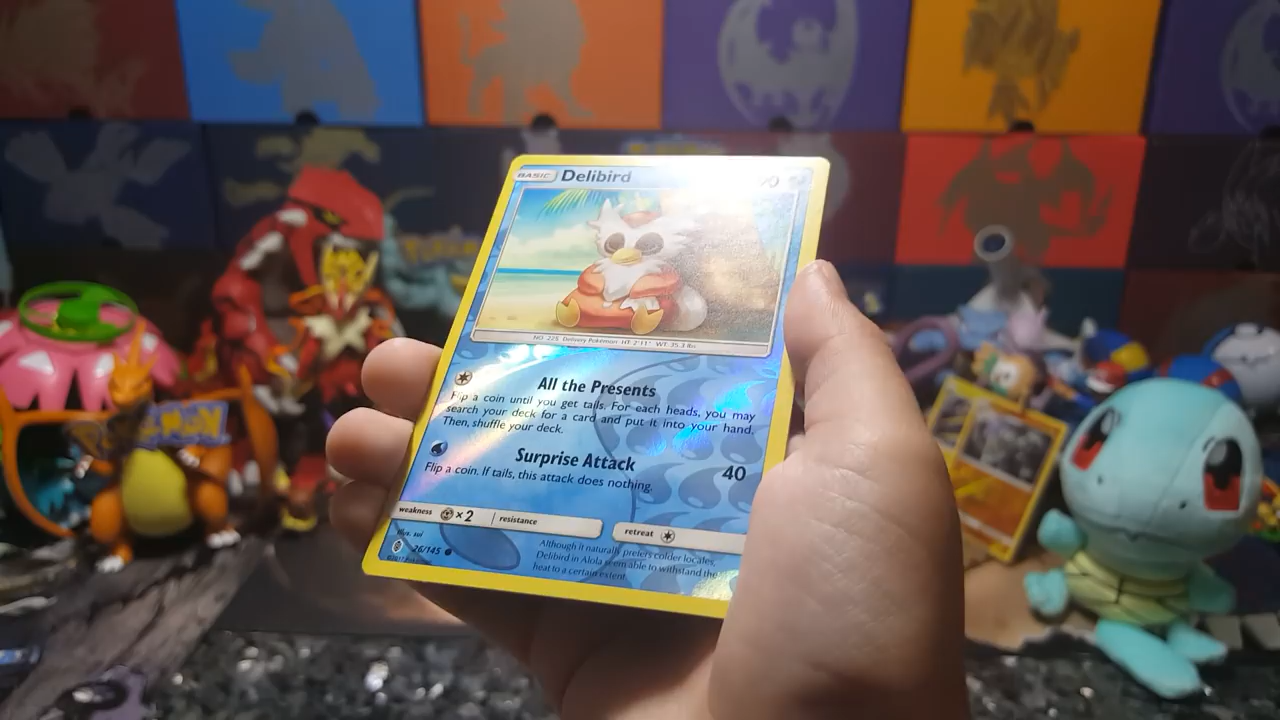 BASIC Delibird
NO. 225 Delivery Pokémon HT: 2'11" WT: 35.3 lbs.
All the Presents
Flip a coin until you get tails. For each heads, you may
search your deck for a card and put it into your hand.
Then, shuffle your deck.
Surprise Attack 40
Flip a coin. If tails, this attack does nothing.
weakness ×2 resistance retreat
Illus. sui
26/145
Although it naturally prefers colder locales,
Delibird in Alola seem able to withstand the
heat to a certain extent.
POKÉMON